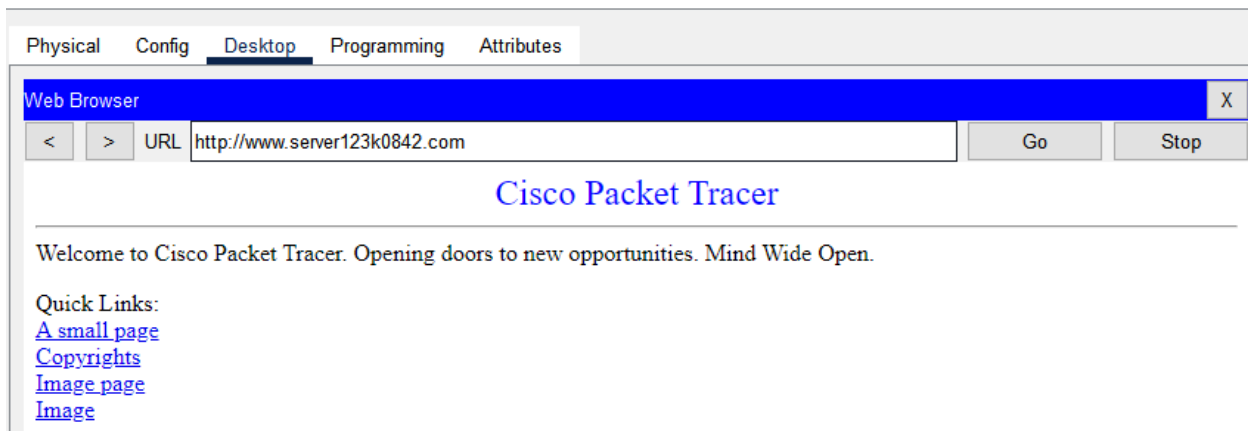 Physical Config Desktop Programming Attributes
Web Browser X
< > URL http://www.server123k0842.com Go Stop
Cisco Packet Tracer
Welcome to Cisco Packet Tracer. Opening doors to new opportunities. Mind Wide Open.
Quick Links:
A small page
Copyrights
Image page
Image